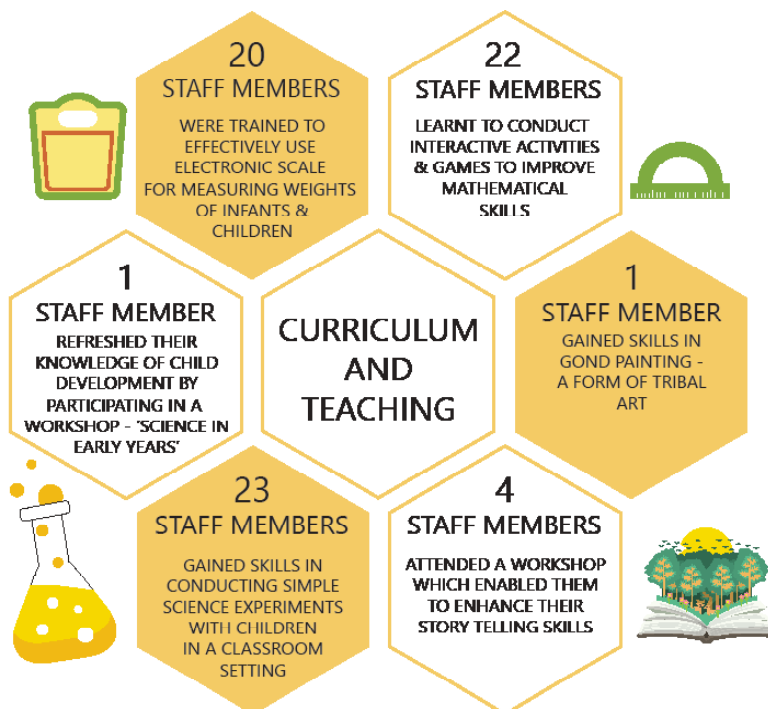 20
STAFF MEMBERS
WERE TRAINED TO
EFFECTIVELY USE
ELECTRONIC SCALE
FOR MEASURING WEIGHTS
OF INFANTS &
CHILDREN
22
STAFF MEMBERS
LEARNT TO CONDUCT
INTERACTIVE ACTIVITIES
& GAMES TO IMPROVE
MATHEMATICAL
SKILLS
1
STAFF MEMBER
REFRESHED THEIR
KNOWLEDGE OF CHILD
DEVELOPMENT BY
PARTICIPATING IN A
WORKSHOP - ‘SCIENCE IN
EARLY YEARS’
CURRICULUM
AND
TEACHING
1
STAFF MEMBER
GAINED SKILLS IN
GOND PAINTING -
A FORM OF TRIBAL
ART
23
STAFF MEMBERS
GAINED SKILLS IN
CONDUCTING SIMPLE
SCIENCE EXPERIMENTS
WITH CHILDREN
IN A CLASSROOM
SETTING
4
STAFF MEMBERS
ATTENDED A WORKSHOP
WHICH ENABLED THEM
TO ENHANCE THEIR
STORY TELLING SKILLS